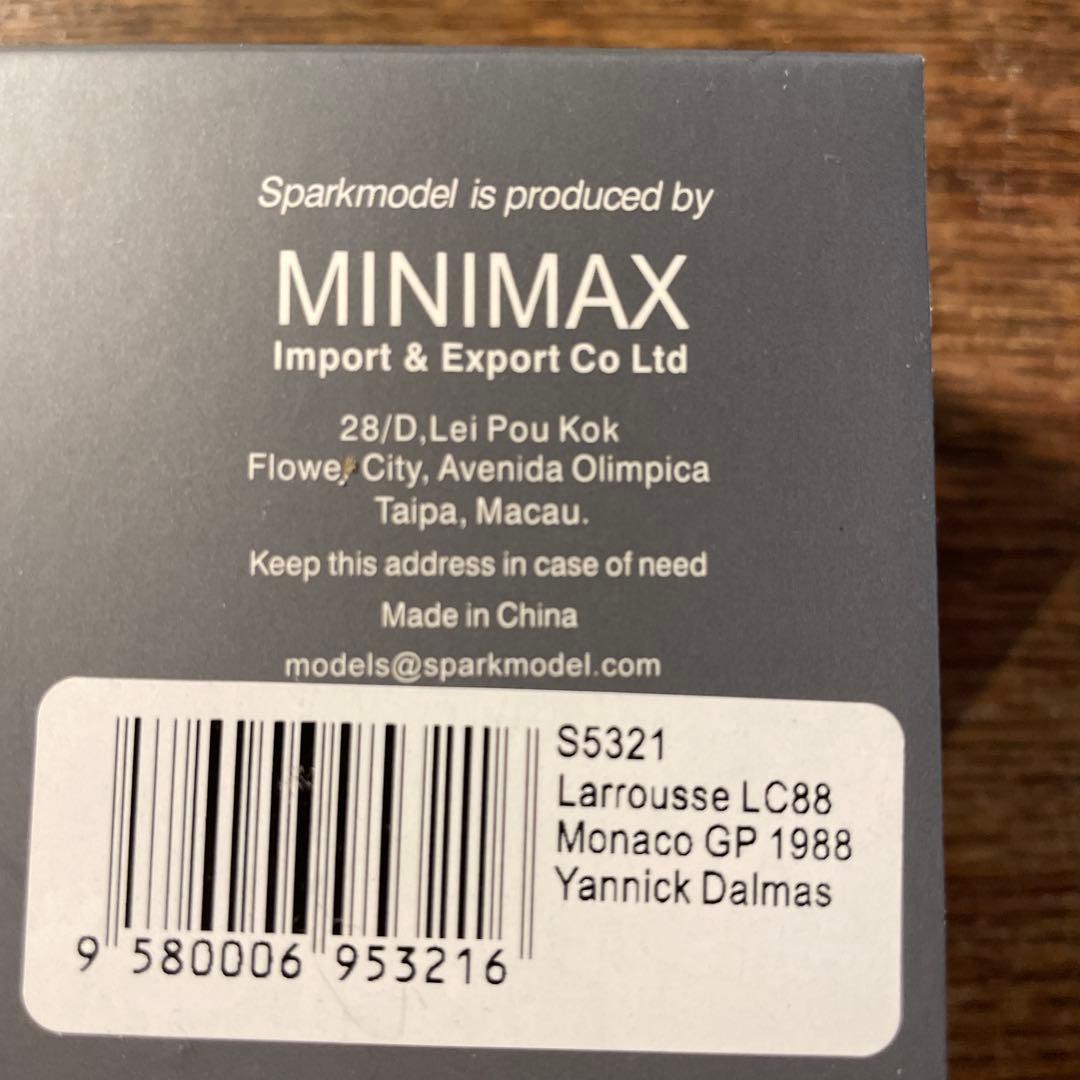 Sparkmodel is produced by
MINIMAX
Import & Export Co Ltd
28/D,Lei Pou Kok
Flower City, Avenida Olimpica
Taipa, Macau.
Keep this address in case of need
Made in China
models@sparkmodel.com
S5321
Larrousse LC88
Monaco GP 1988
Yannick Dalmas
9 580006 953216